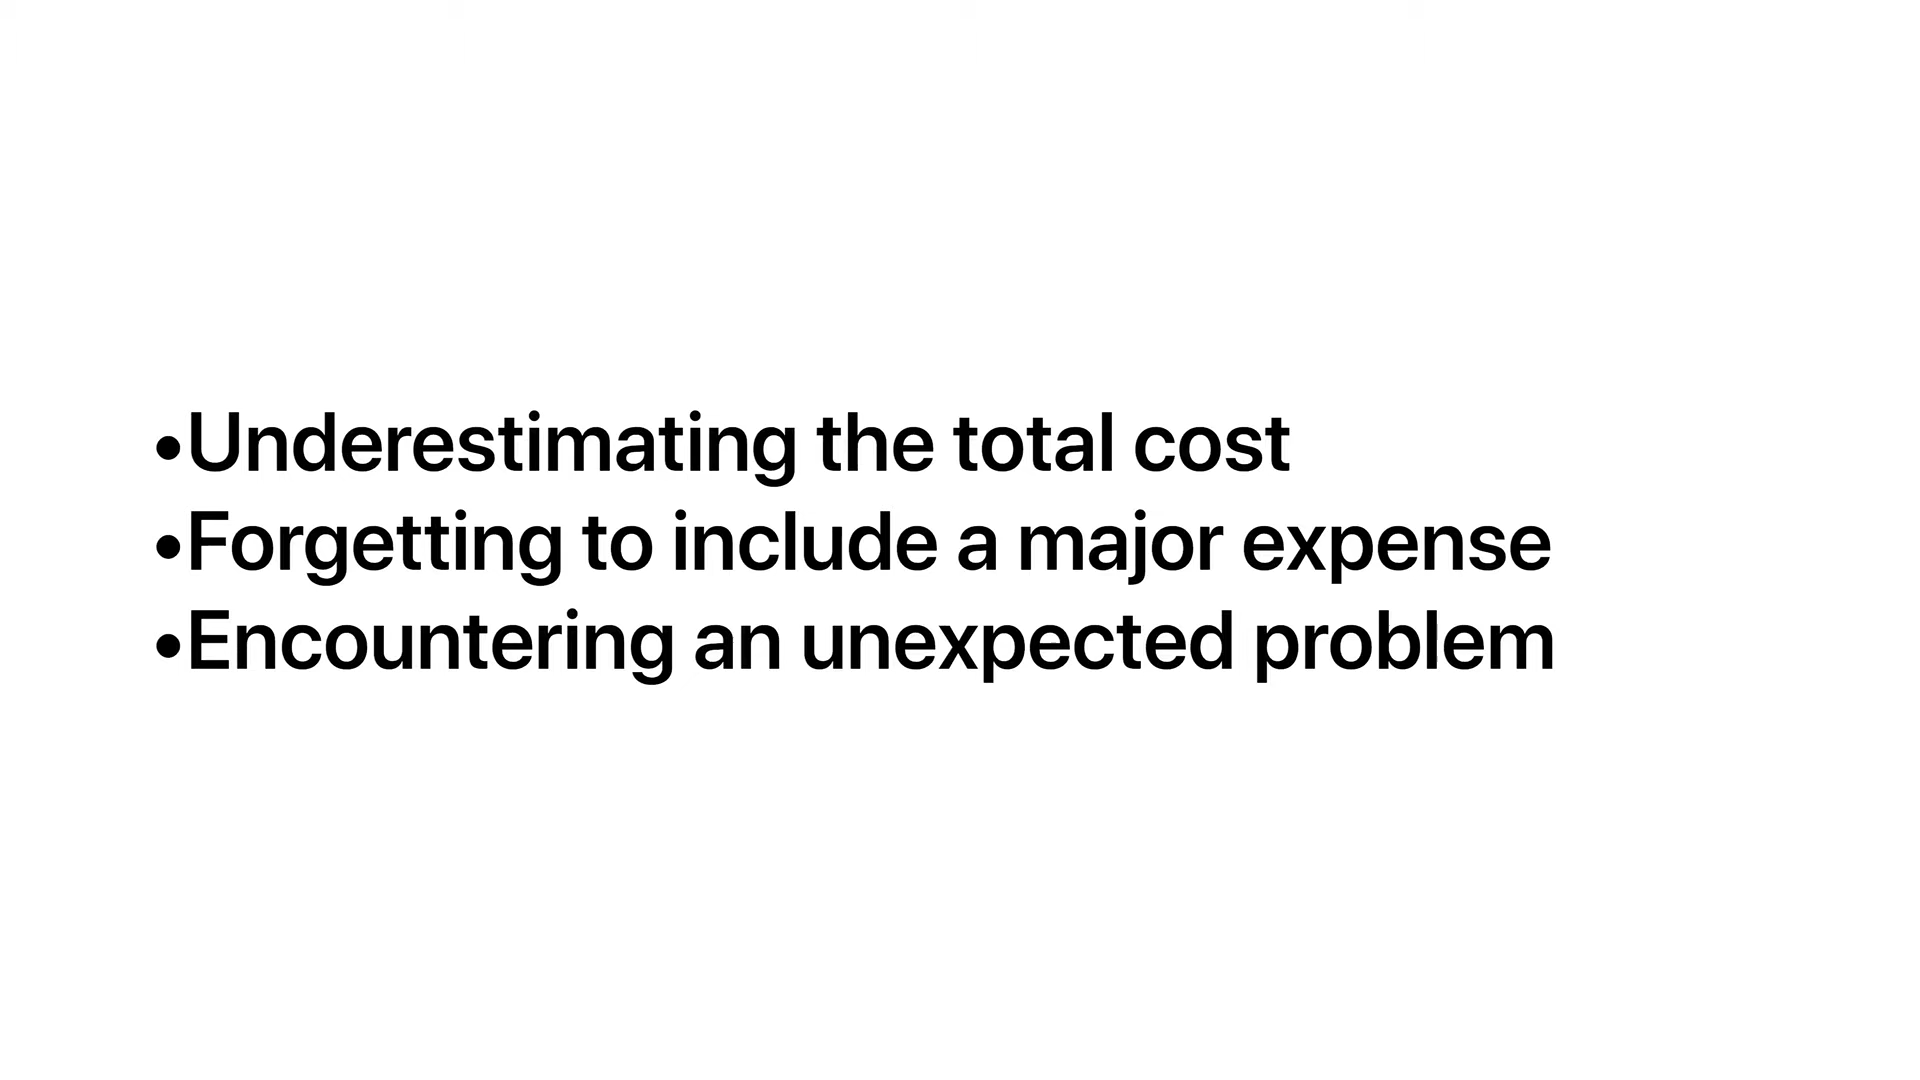 •Underestimating the total cost
•Forgetting to include a major expense
•Encountering an unexpected problem